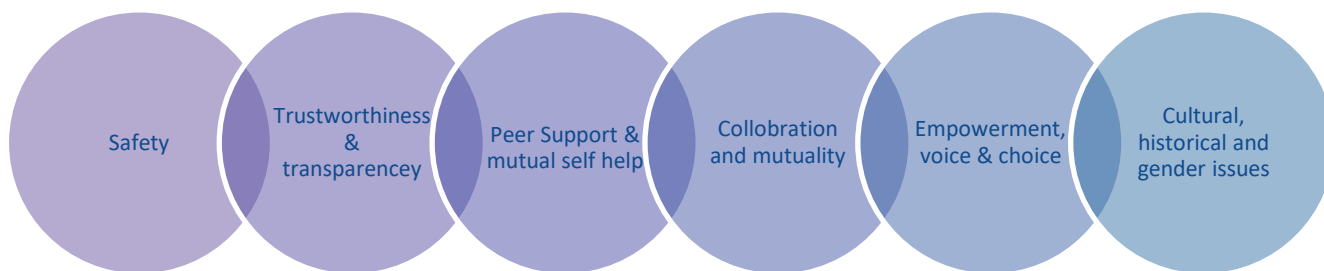 Safety
Trustworthiness
&
transparencey
Peer Support &
mutual self help
Collobration
and mutuality
Empowerment,
voice & choice
Cultural,
historical and
gender issues